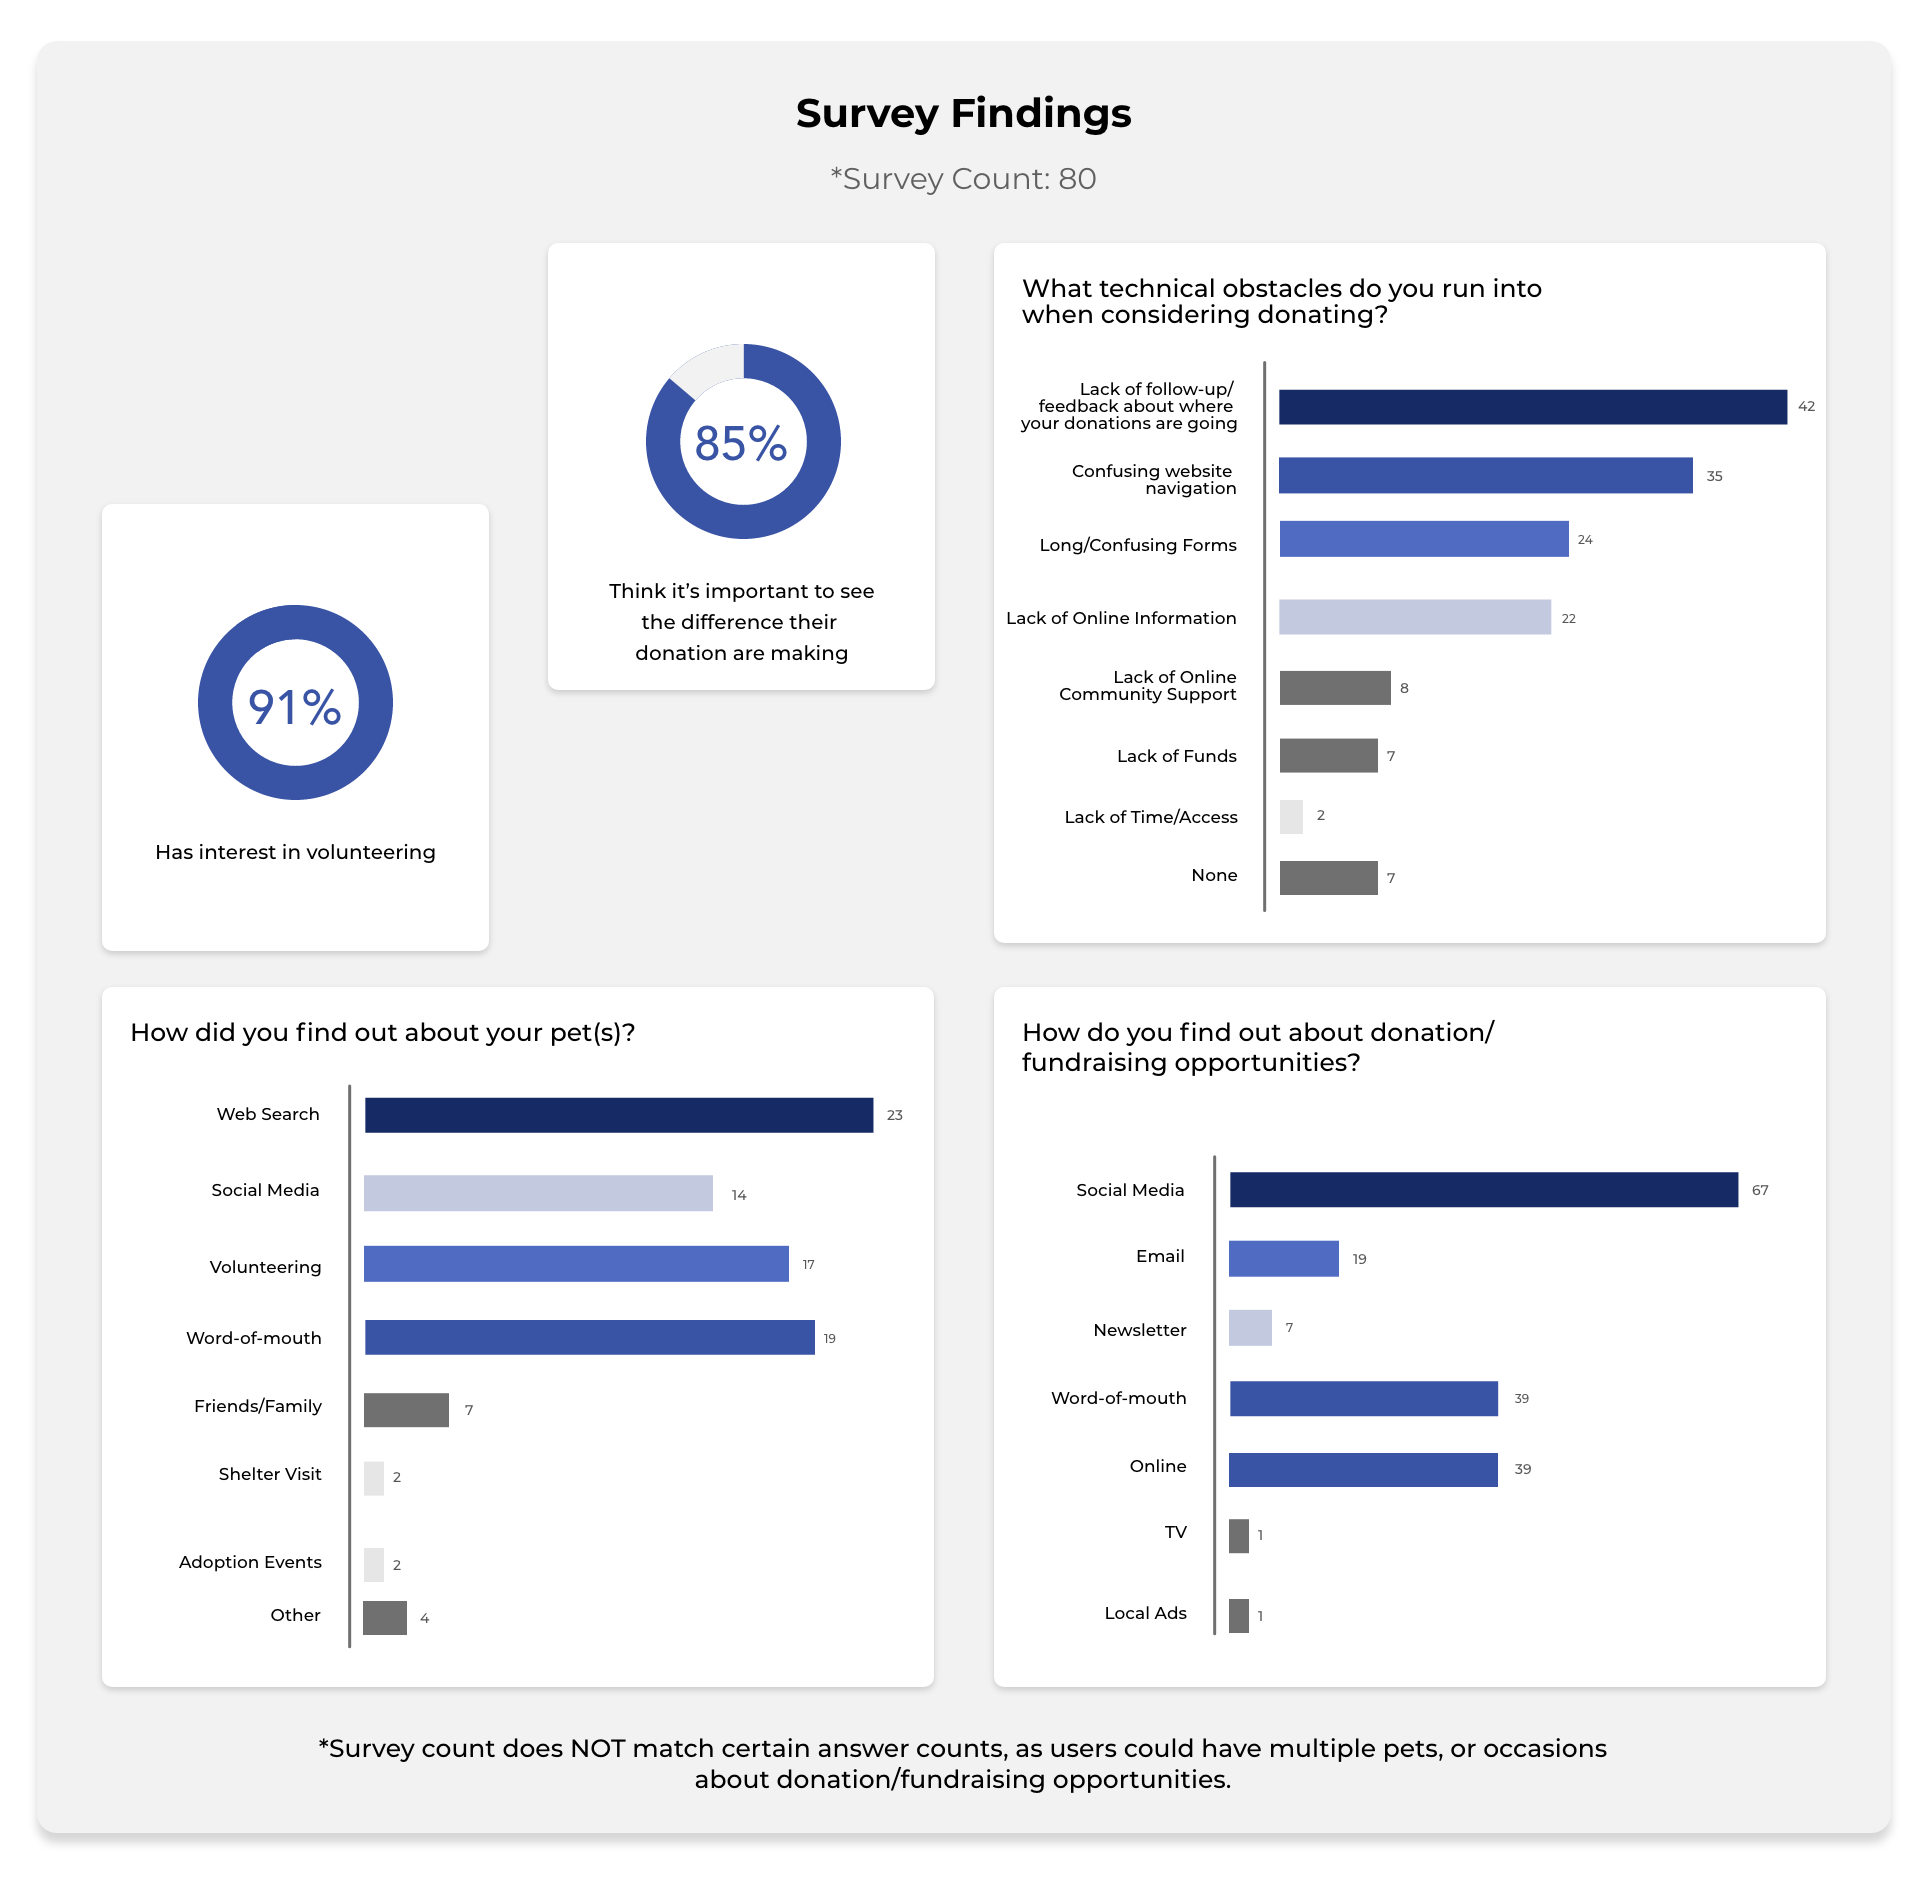 Survey Findings
*Survey Count: 80
91%
Has interest in volunteering
85%
Think it’s important to see
the difference their
donation are making
What technical obstacles do you run into
when considering donating?
Lack of follow-up/
feedback about where
your donations are going
42
Confusing website
navigation
35
Long/Confusing Forms
24
Lack of Online Information
22
Lack of Online
Community Support
8
Lack of Funds
7
Lack of Time/Access
2
None
7
How did you find out about your pet(s)?
Web Search
23
Social Media
14
Volunteering
17
Word-of-mouth
19
Friends/Family
7
Shelter Visit
2
Adoption Events
2
Other
4
How do you find out about donation/
fundraising opportunities?
Social Media
67
Email
19
Newsletter
7
Word-of-mouth
39
Online
39
TV
1
Local Ads
1
*Survey count does NOT match certain answer counts, as users could have multiple pets, or occasions
about donation/fundraising opportunities.